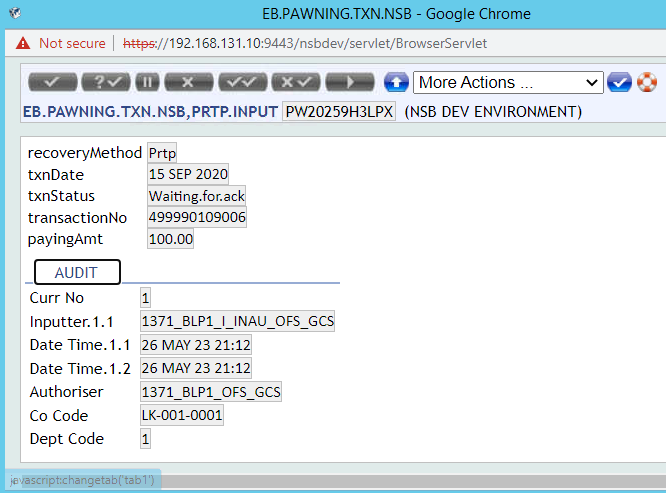 EB.PAWNING.TXN.NSB - Google Chrome
Not secure | https://192.168.131.10:9443/nsbdev/servlet/BrowserServlet
More Actions ...
EB.PAWNING.TXN.NSB,PRTP.INPUT PW20259H3LPX (NSB DEV ENVIRONMENT)
recoveryMethod Prtp
txnDate 15 SEP 2020
txnStatus Waiting.for.ack
transactionNo 499990109006
payingAmt 100.00
AUDIT
Curr No 1
Inputter.1.1 1371_BLP1_I_INAU_OFS_GCS
Date Time.1.1 26 MAY 23 21:12
Date Time.1.2 26 MAY 23 21:12
Authoriser 1371_BLP1_OFS_GCS
Co Code LK-001-0001
Dept Code 1
javascript:changetab('tab1')